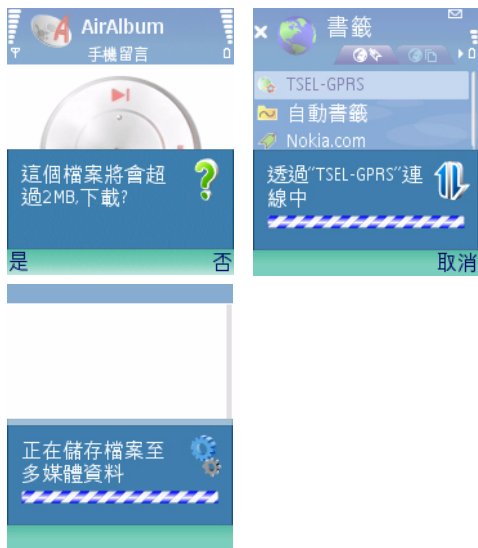 AirAlbum
手機留言
這個檔案將會超
過2MB,下載?
是
否
書籤
TSEL-GPRS
自動書籤
Nokia.com
透過“TSEL-GPRS”連
線中
取消
正在儲存檔案至
多媒體資料